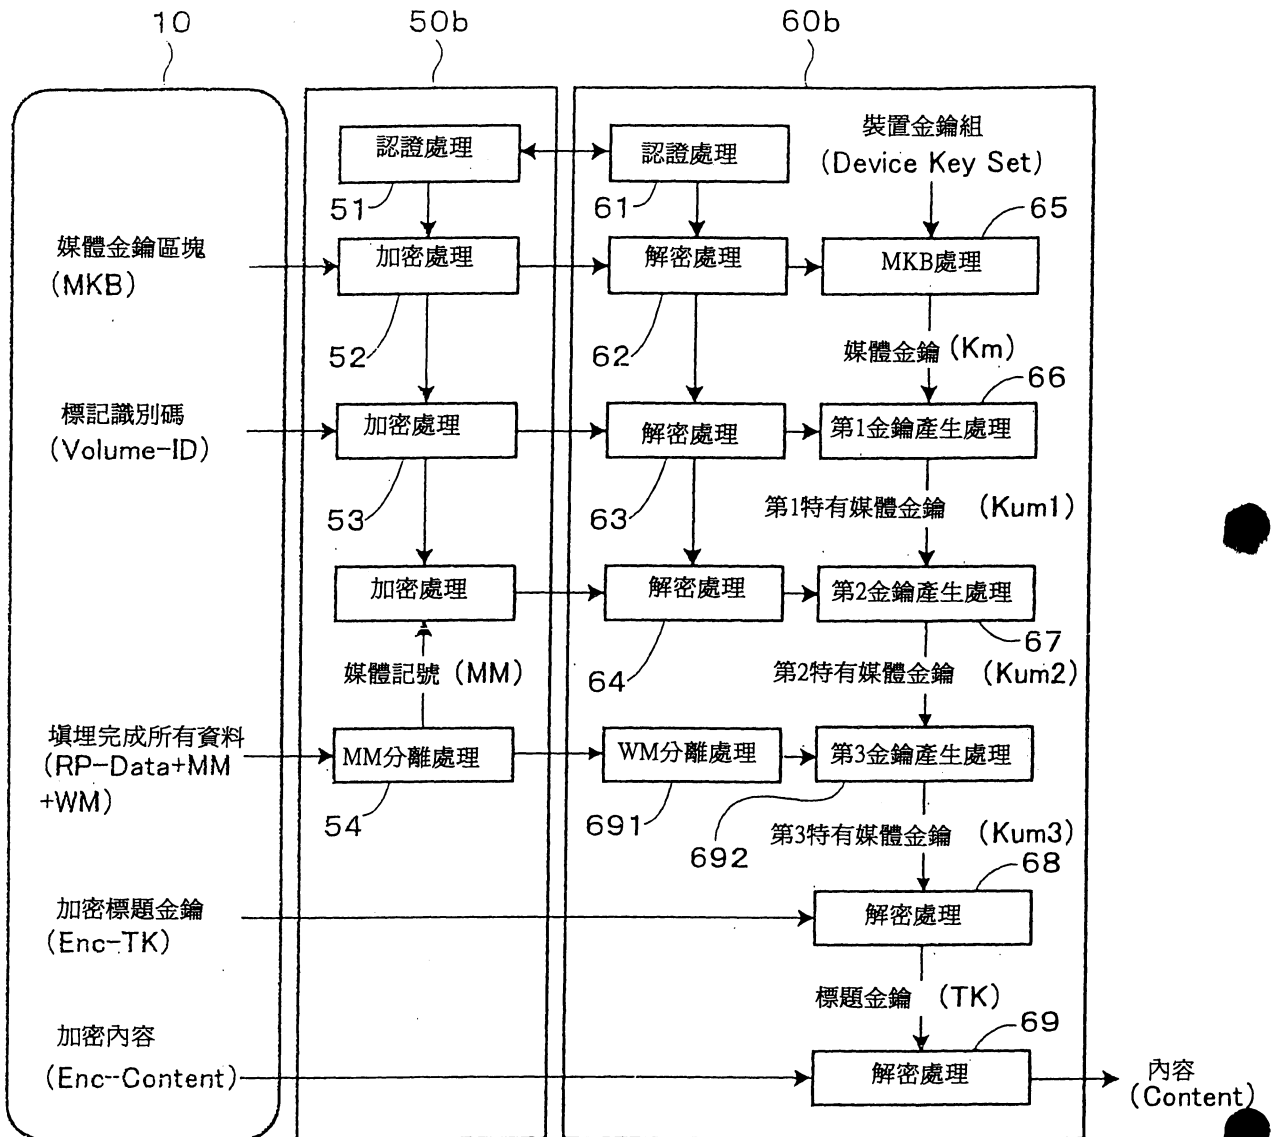 10
50b
60b
認證處理
認證處理
裝置金鑰組
(Device Key Set)
51
61
65
媒體金鑰區塊
(MKB)
加密處理
解密處理
MKB處理
52
62
媒體金鑰(Km)
66
標記識別碼
(Volume-ID)
加密處理
解密處理
第1金鑰產生處理
53
63
第1特有媒體金鑰 (Kum1)
加密處理
解密處理
第2金鑰產生處理
67
媒體記號(MM)
64
第2特有媒體金鑰 (Kum2)
填埋完成所有資料
(RP-Data+MM
+WM)
MM分離處理
WM分離處理
第3金鑰產生處理
54
691
692
第3特有媒體金鑰 (Kum3)
68
加密標題金鑰
(Enc-TK)
解密處理
標題金鑰 (TK)
69
加密內容
(Enc-Content)
解密處理
內容
(Content)